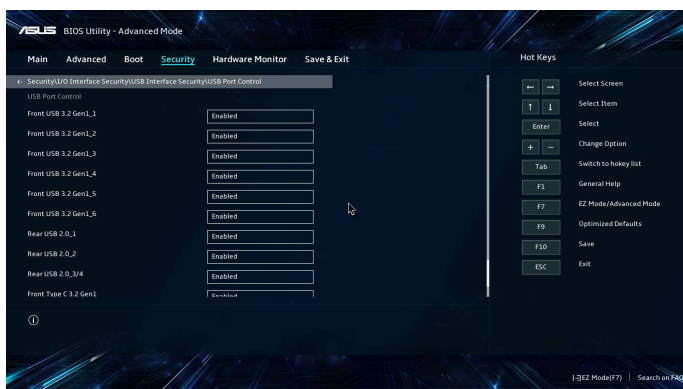 ASUS BIOS Utility - Advanced Mode
Main Advanced Boot Security Hardware Monitor Save & Exit
Hot Keys
← Security\I/O Interface Security\USB Interface Security\USB Port Control
USB Port Control
Front USB 3.2 Gen1_1 Enabled
Front USB 3.2 Gen1_2 Enabled
Front USB 3.2 Gen1_3 Enabled
Front USB 3.2 Gen1_4 Enabled
Front USB 3.2 Gen1_5 Enabled
Front USB 3.2 Gen1_6 Enabled
Rear USB 2.0_1 Enabled
Rear USB 2.0_2 Enabled
Rear USB 2.0_3/4 Enabled
Front Type C 3.2 Gen1 Enabled
← → Select Screen
↑ ↓ Select Item
Enter Select
+ − Change Option
Tab Switch to hokey list
F1 General Help
F7 EZ Mode/Advanced Mode
F9 Optimized Defaults
F10 Save
ESC Exit
EZ Mode(F7) | Search on FAQ